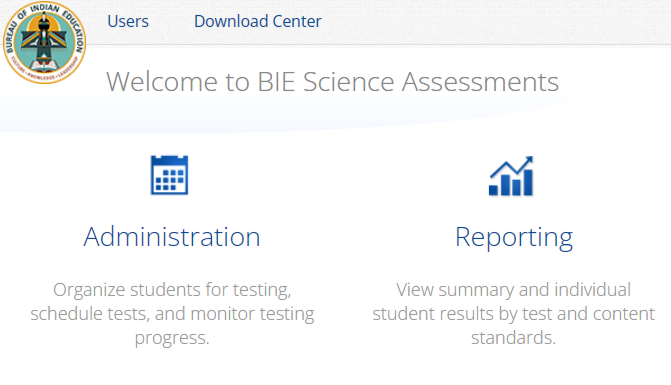 BUREAU OF INDIAN EDUCATION
CULTURE • KNOWLEDGE • LEADERSHIP
Users
Download Center
Welcome to BIE Science Assessments
Administration
Organize students for testing,
schedule tests, and monitor testing
progress.
Reporting
View summary and individual
student results by test and content
standards.